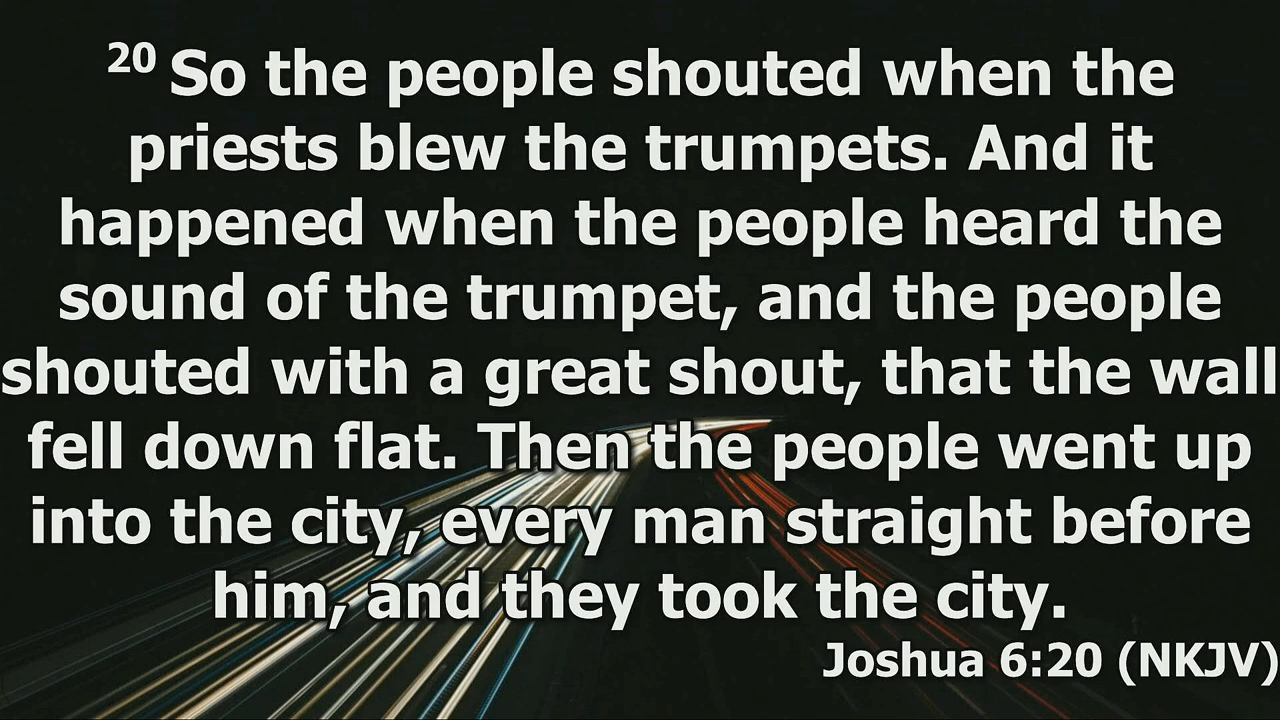 20 So the people shouted when the
priests blew the trumpets. And it
happened when the people heard the
sound of the trumpet, and the people
shouted with a great shout, that the wall
fell down flat. Then the people went up
into the city, every man straight before
him, and they took the city.
Joshua 6:20 (NKJV)